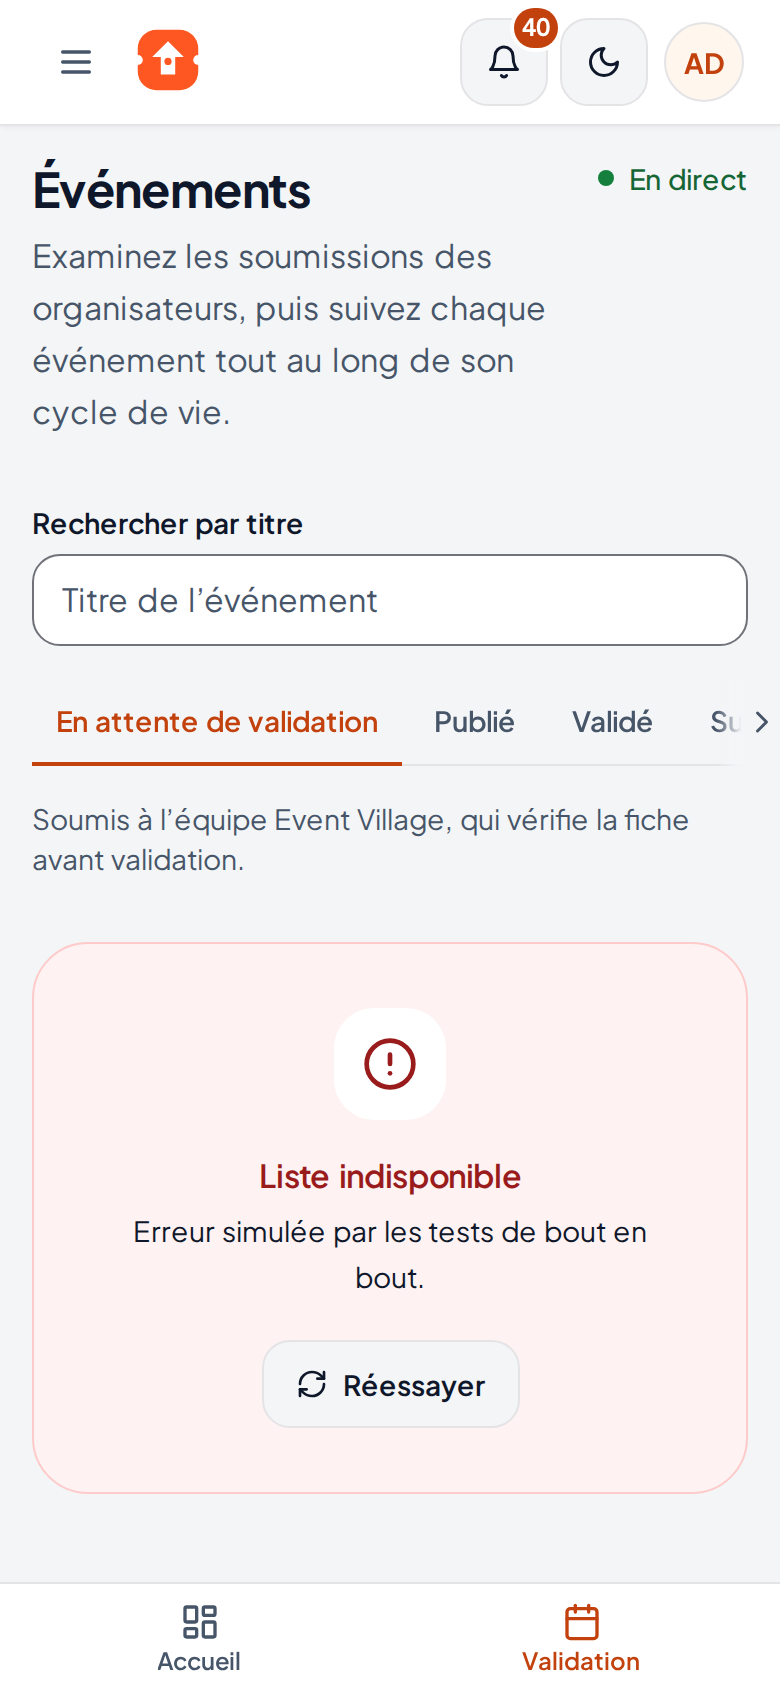 40
AD
Événements
En direct
Examinez les soumissions des
organisateurs, puis suivez chaque
événement tout au long de son
cycle de vie.
Rechercher par titre
Titre de l’événement
En attente de validation Publié Validé Su
Soumis à l’équipe Event Village, qui vérifie la fiche
avant validation.
Liste indisponible
Erreur simulée par les tests de bout en
bout.
Réessayer
Accueil
Validation